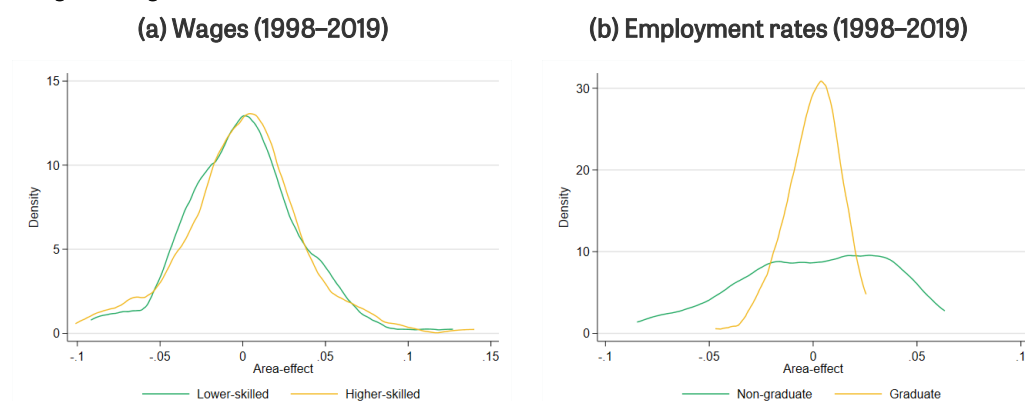 (a) Wages (1998–2019)
15
10
5
0
Density
-.1
-.05
0
.05
.1
.15
Area-effect
Lower-skilled
Higher-skilled
(b) Employment rates (1998–2019)
30
20
10
0
Density
-.1
-.05
0
.05
.1
Area-effect
Non-graduate
Graduate